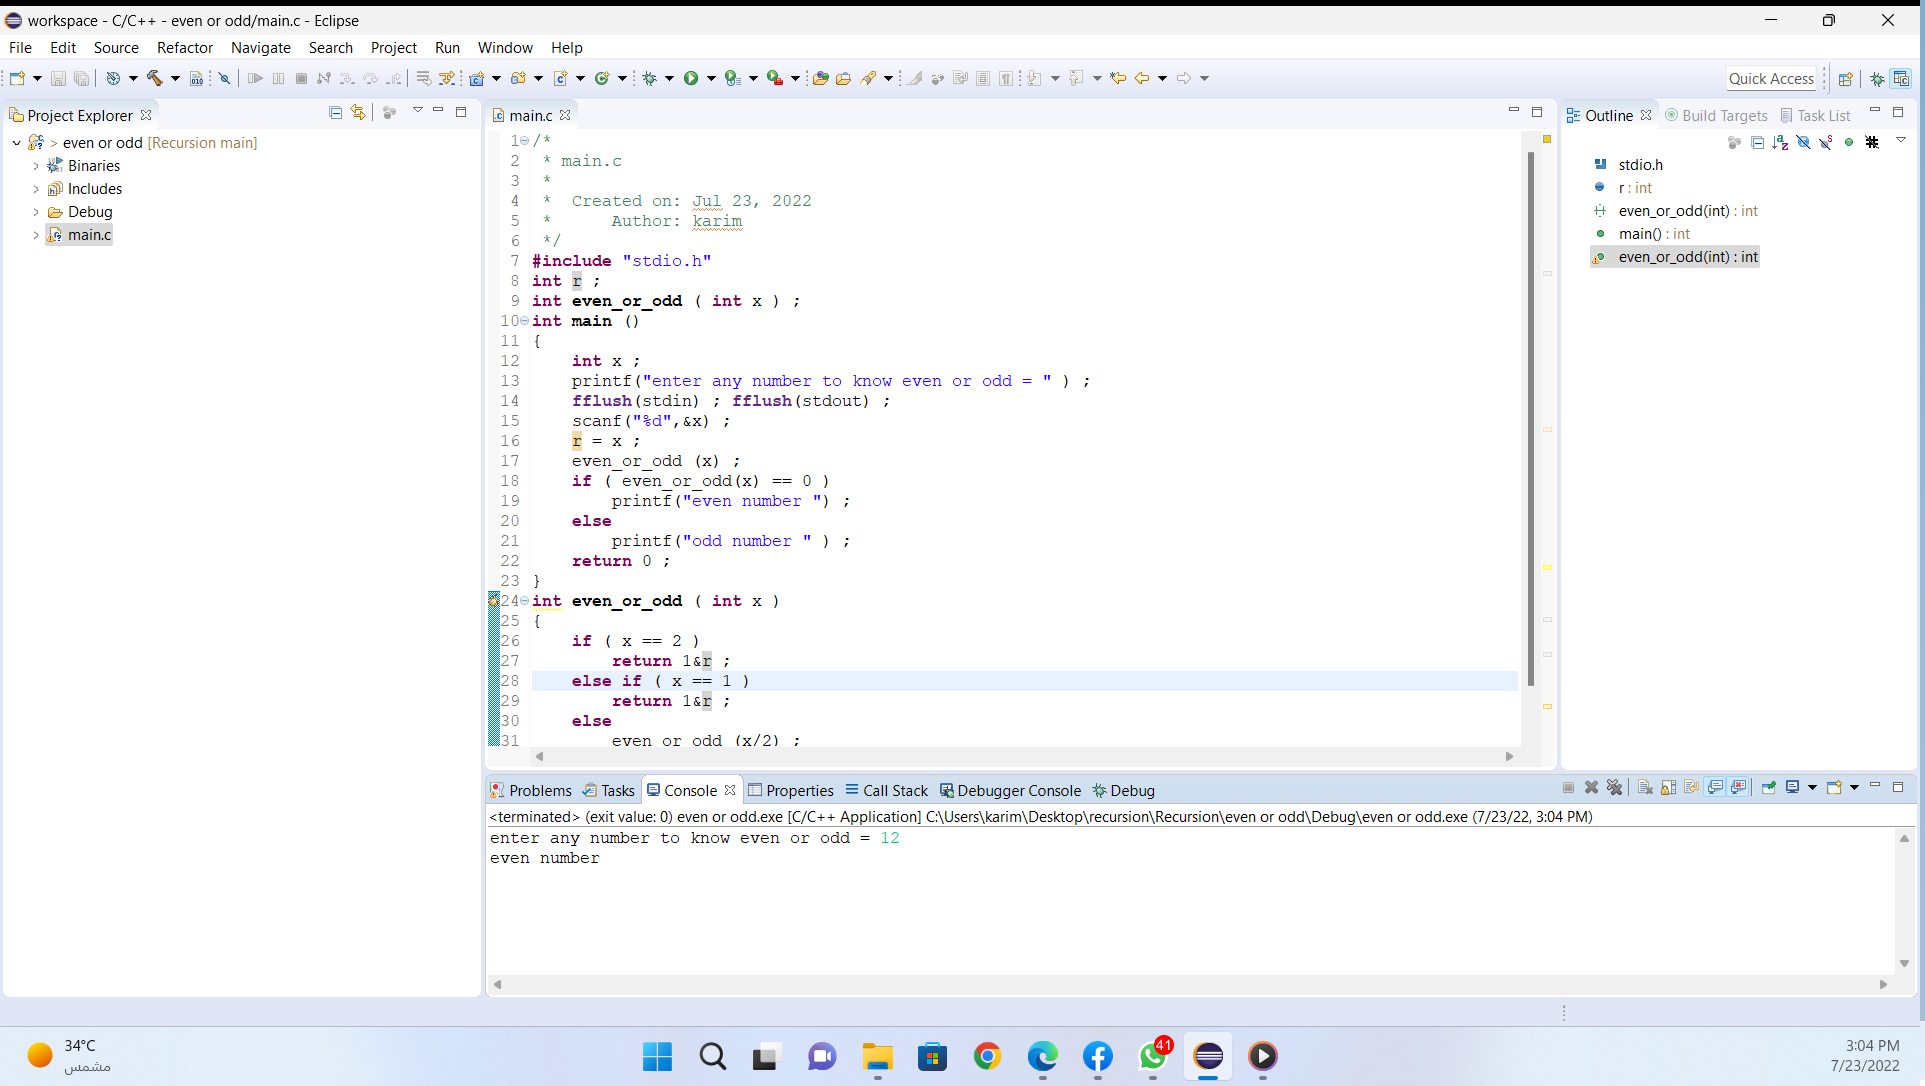 workspace - C/C++ - even or odd/main.c - Eclipse
File Edit Source Refactor Navigate Search Project Run Window Help
Quick Access
Project Explorer
> even or odd [Recursion main]
Binaries
Includes
Debug
main.c
main.c
1 /*
2 * main.c
3 *
4 * Created on: Jul 23, 2022
5 * Author: karim
6 */
7 #include "stdio.h"
8 int r ;
9 int even_or_odd ( int x ) ;
10 int main ()
11 {
12 int x ;
13 printf("enter any number to know even or odd = " ) ;
14 fflush(stdin) ; fflush(stdout) ;
15 scanf("%d",&x) ;
16 r = x ;
17 even_or_odd (x) ;
18 if ( even_or_odd(x) == 0 )
19 printf("even number ") ;
20 else
21 printf("odd number " ) ;
22 return 0 ;
23 }
24 int even_or_odd ( int x )
25 {
26 if ( x == 2 )
27 return 1&r ;
28 else if ( x == 1 )
29 return 1&r ;
30 else
31 even_or_odd (x/2) ;
Outline Build Targets Task List
stdio.h
r : int
even_or_odd(int) : int
main() : int
even_or_odd(int) : int
Problems Tasks Console Properties Call Stack Debugger Console Debug
<terminated> (exit value: 0) even or odd.exe [C/C++ Application] C:\Users\karim\Desktop\recursion\Recursion\even or odd\Debug\even or odd.exe (7/23/22, 3:04 PM)
enter any number to know even or odd = 12
even number
34°C
مشمس
41
3:04 PM
7/23/2022